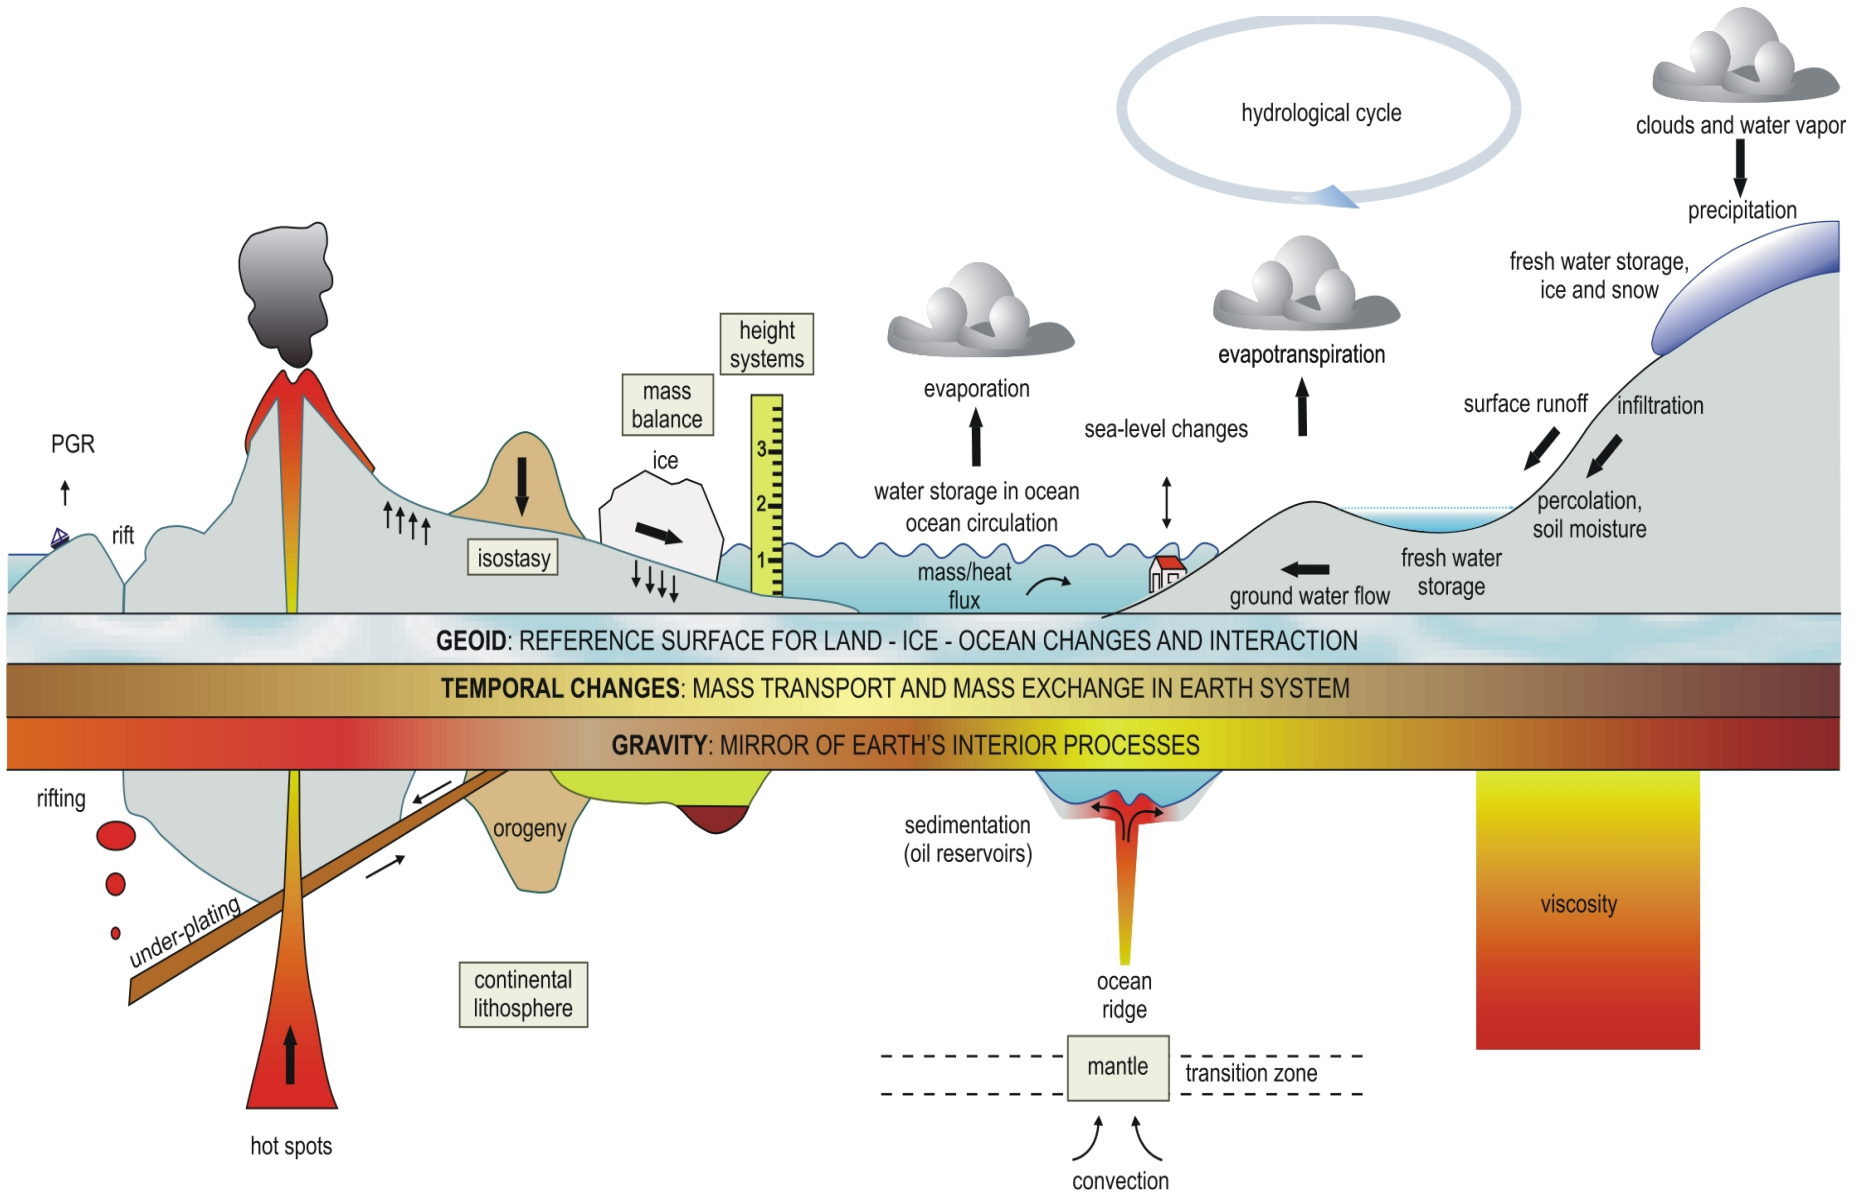 hydrological cycle
clouds and water vapor
precipitation
fresh water storage,
ice and snow
height
systems
mass
balance
ice
evaporation
evapotranspiration
sea-level changes
surface runoff
infiltration
PGR
rift
isostasy
3
2
1
water storage in ocean
ocean circulation
mass/heat
flux
percolation,
soil moisture
fresh water
storage
ground water flow
GEOID: REFERENCE SURFACE FOR LAND - ICE - OCEAN CHANGES AND INTERACTION
TEMPORAL CHANGES: MASS TRANSPORT AND MASS EXCHANGE IN EARTH SYSTEM
GRAVITY: MIRROR OF EARTH'S INTERIOR PROCESSES
rifting
orogeny
under-plating
sedimentation
(oil reservoirs)
viscosity
continental
lithosphere
ocean
ridge
mantle
transition zone
hot spots
convection